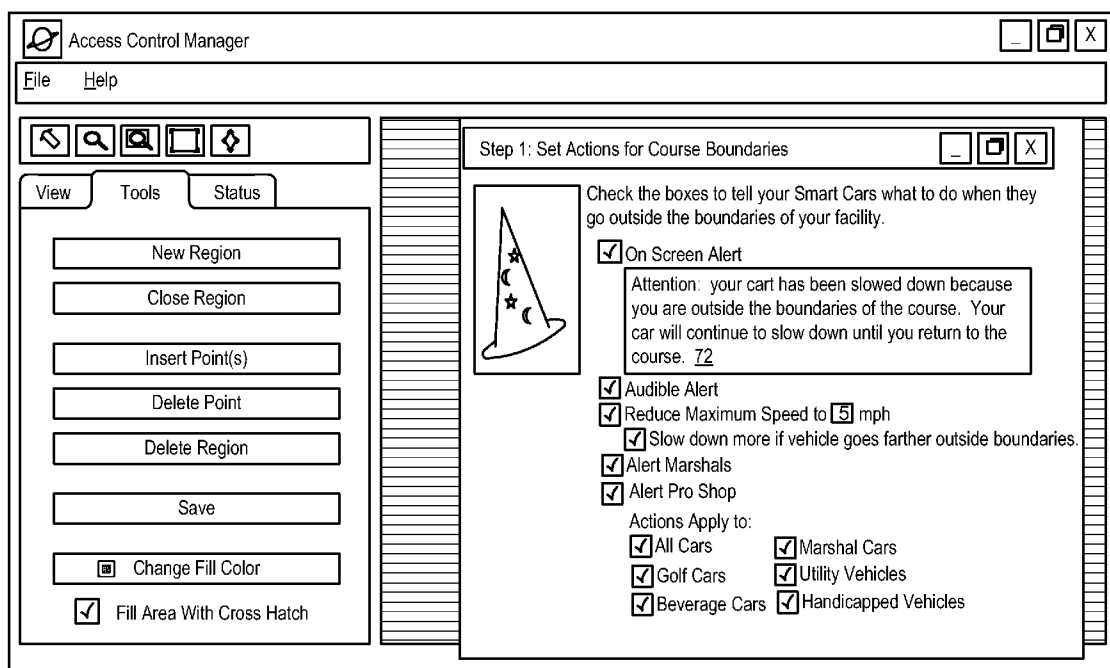 Access Control Manager
_ X
File Help
View Tools Status
New Region
Close Region
Insert Point(s)
Delete Point
Delete Region
Save
Change Fill Color
Fill Area With Cross Hatch
Step 1: Set Actions for Course Boundaries
_ X
Check the boxes to tell your Smart Cars what to do when they
go outside the boundaries of your facility.
On Screen Alert
Attention: your cart has been slowed down because
you are outside the boundaries of the course. Your
car will continue to slow down until you return to the
course. 72
Audible Alert
Reduce Maximum Speed to 5 mph
Slow down more if vehicle goes farther outside boundaries.
Alert Marshals
Alert Pro Shop
Actions Apply to:
All Cars Marshal Cars
Golf Cars Utility Vehicles
Beverage Cars Handicapped Vehicles